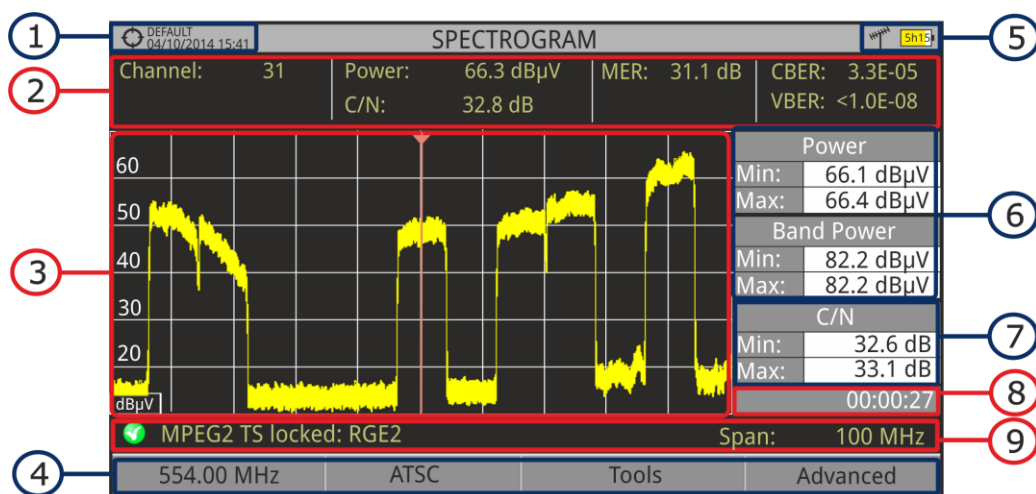 1
DEFAULT
04/10/2014 15:41
SPECTROGRAM
5h15
5
2
Channel: 31
Power: 66.3 dBµV
MER: 31.1 dB
CBER: 3.3E-05
C/N: 32.8 dB
VBER: <1.0E-08
3
60
50
40
30
20
dBµV
Power
Min: 66.1 dBµV
Max: 66.4 dBµV
Band Power
Min: 82.2 dBµV
Max: 82.2 dBµV
6
C/N
Min: 32.6 dB
Max: 33.1 dB
7
00:00:27
8
MPEG2 TS locked: RGE2
Span: 100 MHz
9
4
554.00 MHz
ATSC
Tools
Advanced